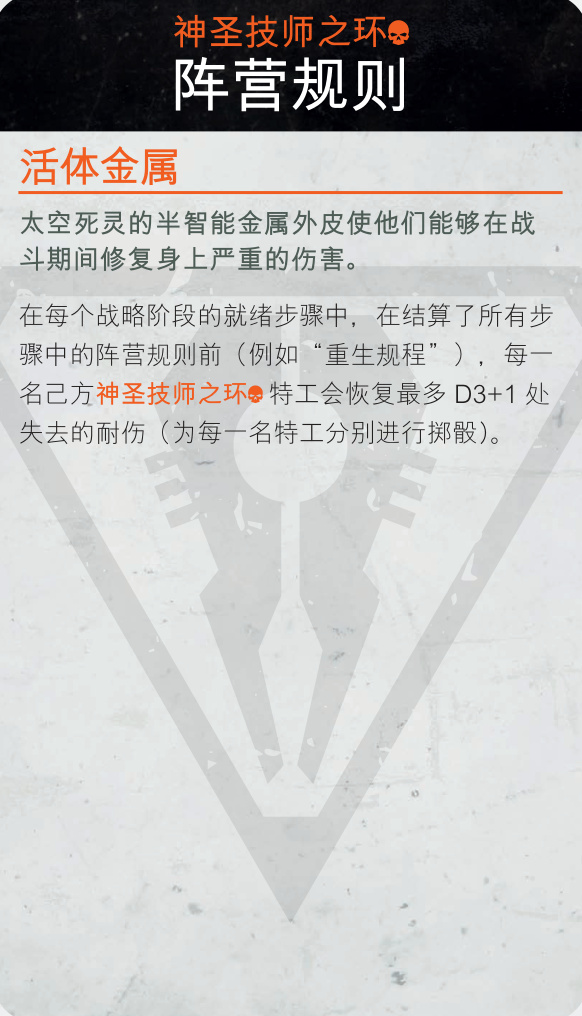 神圣技师之环
阵营规则
活体金属
太空死灵的半智能金属外皮使他们能够在战
斗期间修复身上严重的伤害。
在每个战略阶段的就绪步骤中，在结算了所有步
骤中的阵营规则前（例如“重生规程”），每一
名己方神圣技师之环特工会恢复最多 D3+1 处
失去的耐伤（为每一名特工分别进行掷骰）。